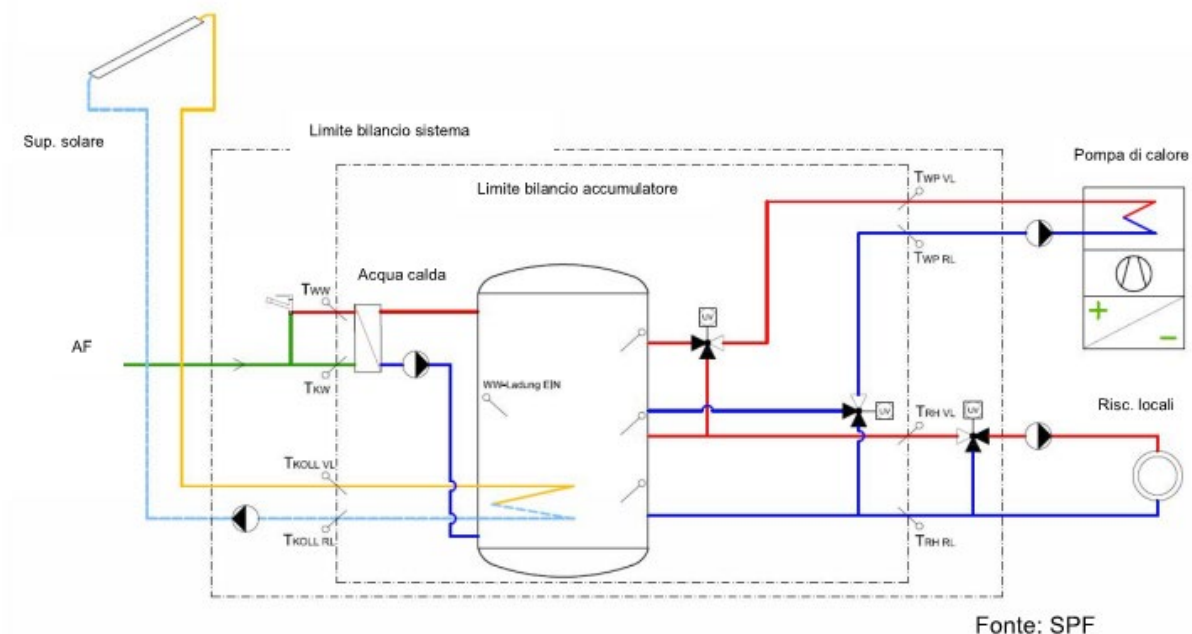 Limite bilancio sistema
Sup. solare
Pompa di calore
Limite bilancio accumulatore
TWP VL
TWP RL
Acqua calda
TWW
UV
+
−
AF
TKW
WW-Ladung EIN
UV
TRH VL
UV
Risc. locali
TKOLL VL
TKOLL RL
TRH RL
Fonte: SPF